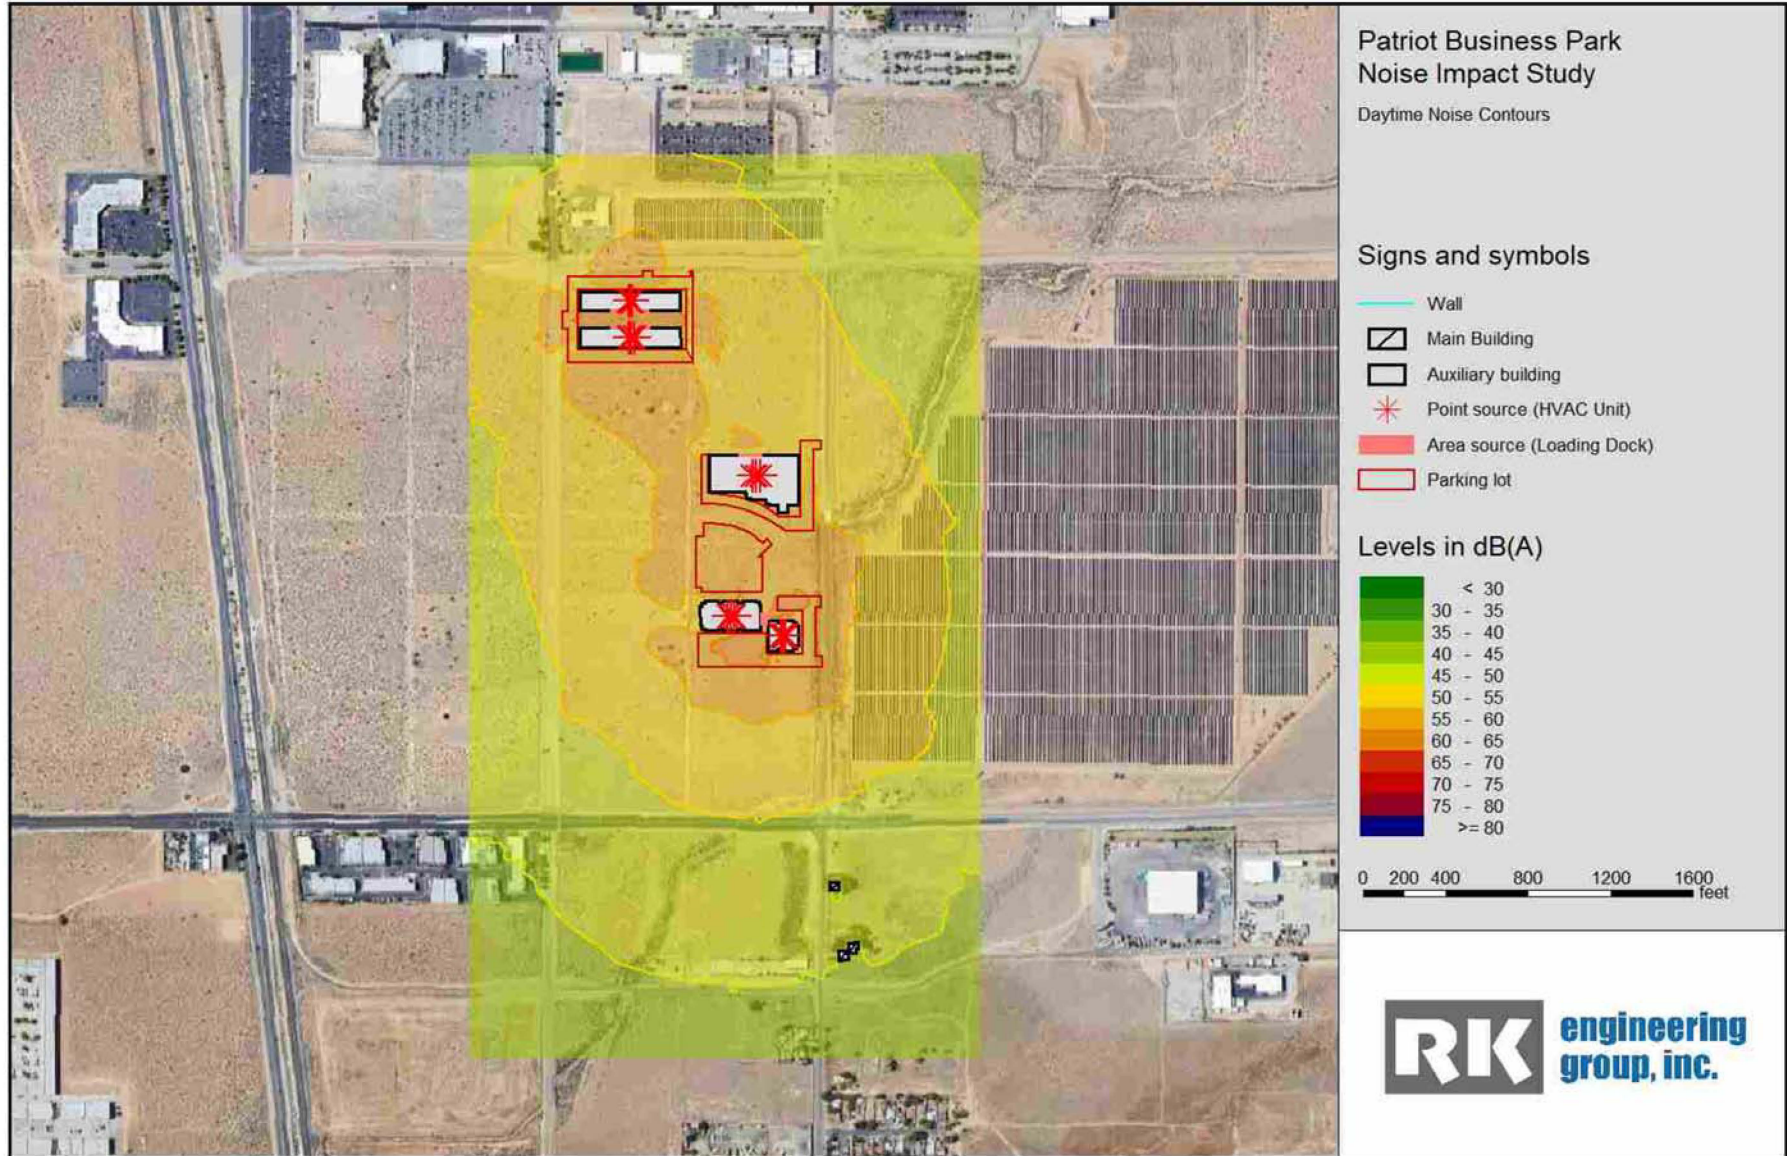 Patriot Business Park
Noise Impact Study
Daytime Noise Contours
Signs and symbols
Wall
Main Building
Auxiliary building
Point source (HVAC Unit)
Area source (Loading Dock)
Parking lot
Levels in dB(A)
< 30
30 - 35
35 - 40
40 - 45
45 - 50
50 - 55
55 - 60
60 - 65
65 - 70
70 - 75
75 - 80
>= 80
0 200 400 800 1200 1600
feet
RK engineering
group, inc.